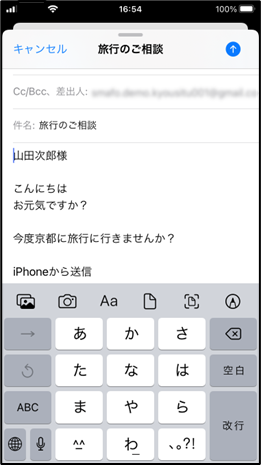 16:54
100%
キャンセル
旅行のご相談
Cc/Bcc、差出人:
件名: 旅行のご相談
山田次郎様
こんにちは
お元気ですか？
今度京都に旅行に行きませんか？
iPhoneから送信
Aa
→ あ か さ
た な は 空白
ABC ま や ら 改行
^^ わ_ 、。?!